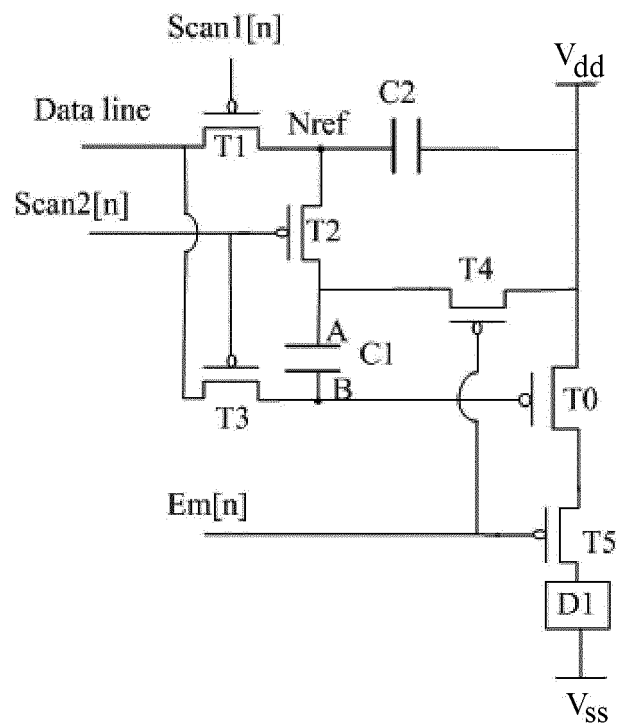 Scan1[n]
Vdd
C2
Data line
Nref
T1
Scan2[n]
T2
T4
A
C1
B
T3
T0
Em[n]
T5
D1
Vss